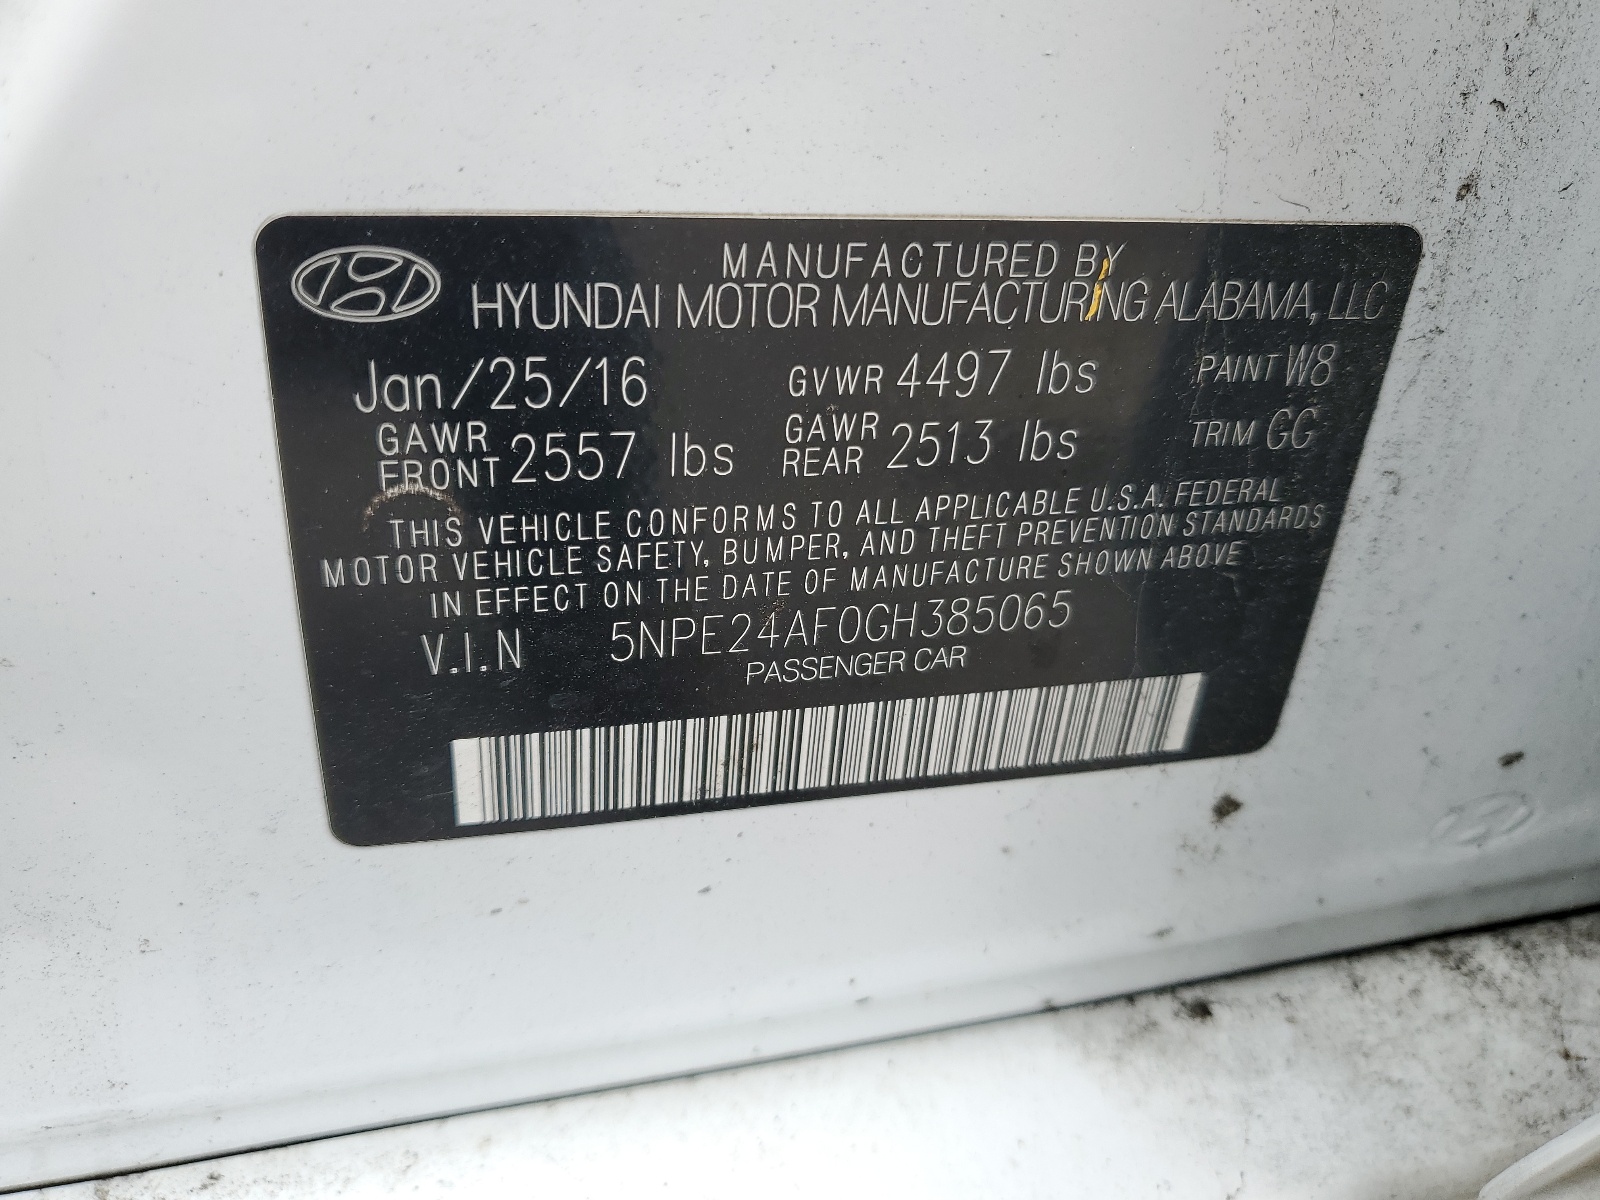 MANUFACTURED BY
HYUNDAI MOTOR MANUFACTURING ALABAMA, LLC
Jan/25/16 GVWR 4497 lbs PAINT W8
GAWR FRONT 2557 lbs GAWR REAR 2513 lbs TRIM GC
THIS VEHICLE CONFORMS TO ALL APPLICABLE U.S.A. FEDERAL
MOTOR VEHICLE SAFETY, BUMPER, AND THEFT PREVENTION STANDARDS
IN EFFECT ON THE DATE OF MANUFACTURE SHOWN ABOVE
V.I.N 5NPE24AF0GH385065
PASSENGER CAR